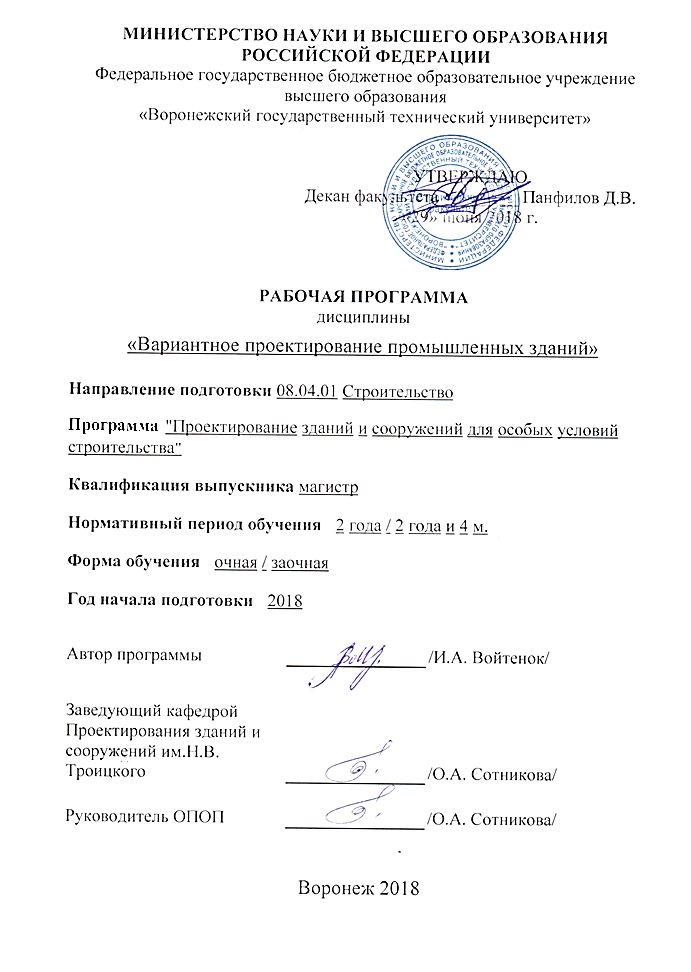 МИНИСТЕРСТВО НАУКИ И ВЫСШЕГО ОБРАЗОВАНИЯ
РОССИЙСКОЙ ФЕДЕРАЦИИ
Федеральное государственное бюджетное образовательное учреждение
высшего образования
«Воронежский государственный технический университет»
УТВЕРЖДАЮ
Декан факультета Панфилов Д.В.
«29» июня 2018 г.
РАБОЧАЯ ПРОГРАММА
дисциплины
«Вариантное проектирование промышленных зданий»
Направление подготовки 08.04.01 Строительство
Программа "Проектирование зданий и сооружений для особых условий
строительства"
Квалификация выпускника магистр
Нормативный период обучения 2 года / 2 года и 4 м.
Форма обучения очная / заочная
Год начала подготовки 2018
Автор программы /И.А. Войтенок/
Заведующий кафедрой
Проектирования зданий и
сооружений им.Н.В.
Троицкого /О.А. Сотникова/
Руководитель ОПОП /О.А. Сотникова/
Воронеж 2018